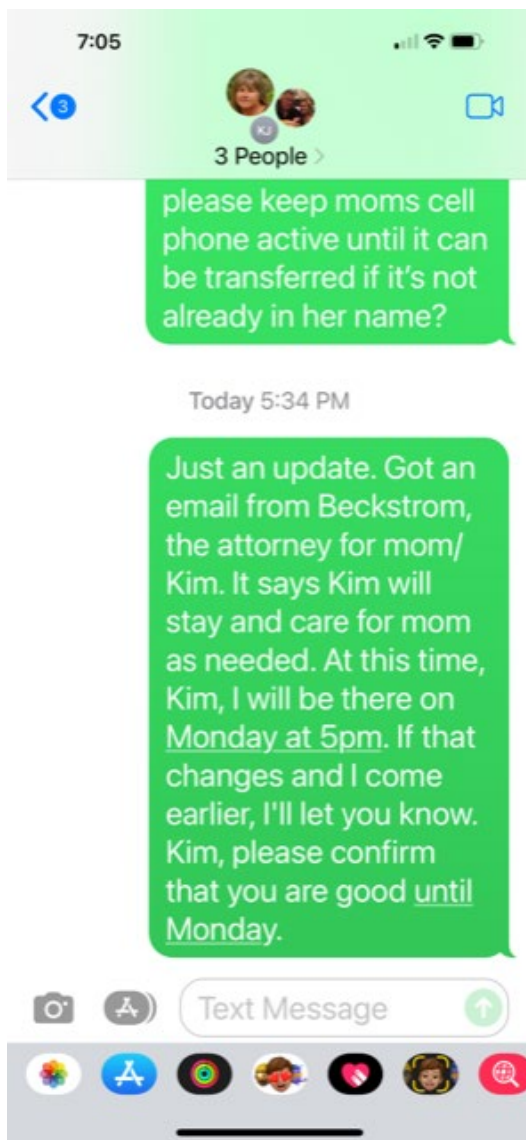 7:05
3
KJ
3 People >
please keep moms cell
phone active until it can
be transferred if it's not
already in her name?
Today 5:34 PM
Just an update. Got an
email from Beckstrom,
the attorney for mom/
Kim. It says Kim will
stay and care for mom
as needed. At this time,
Kim, I will be there on
Monday at 5pm. If that
changes and I come
earlier, I'll let you know.
Kim, please confirm
that you are good until
Monday.
Text Message